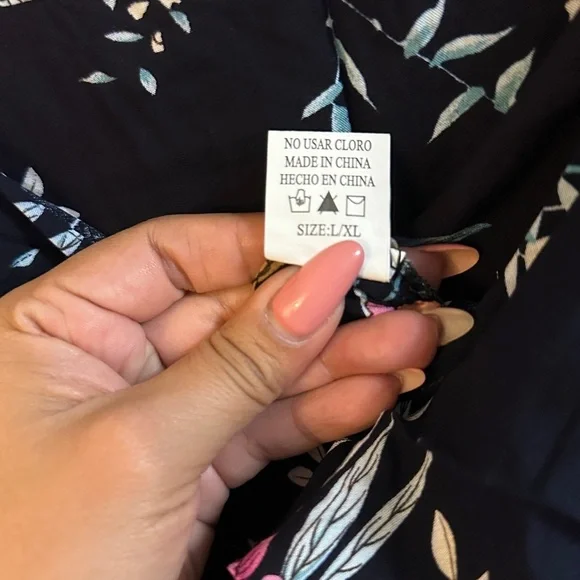 NO USAR CLORO
MADE IN CHINA
HECHO EN CHINA
SIZE:L/XL